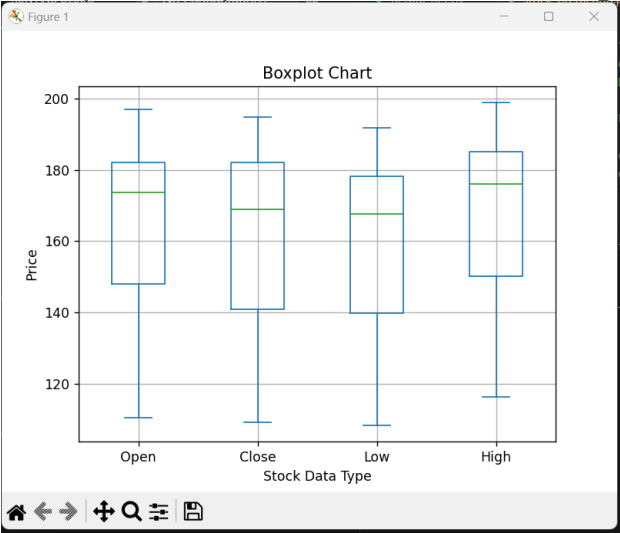 Figure 1
Boxplot Chart
200
180
160
140
120
Price
Open Close Low High
Stock Data Type